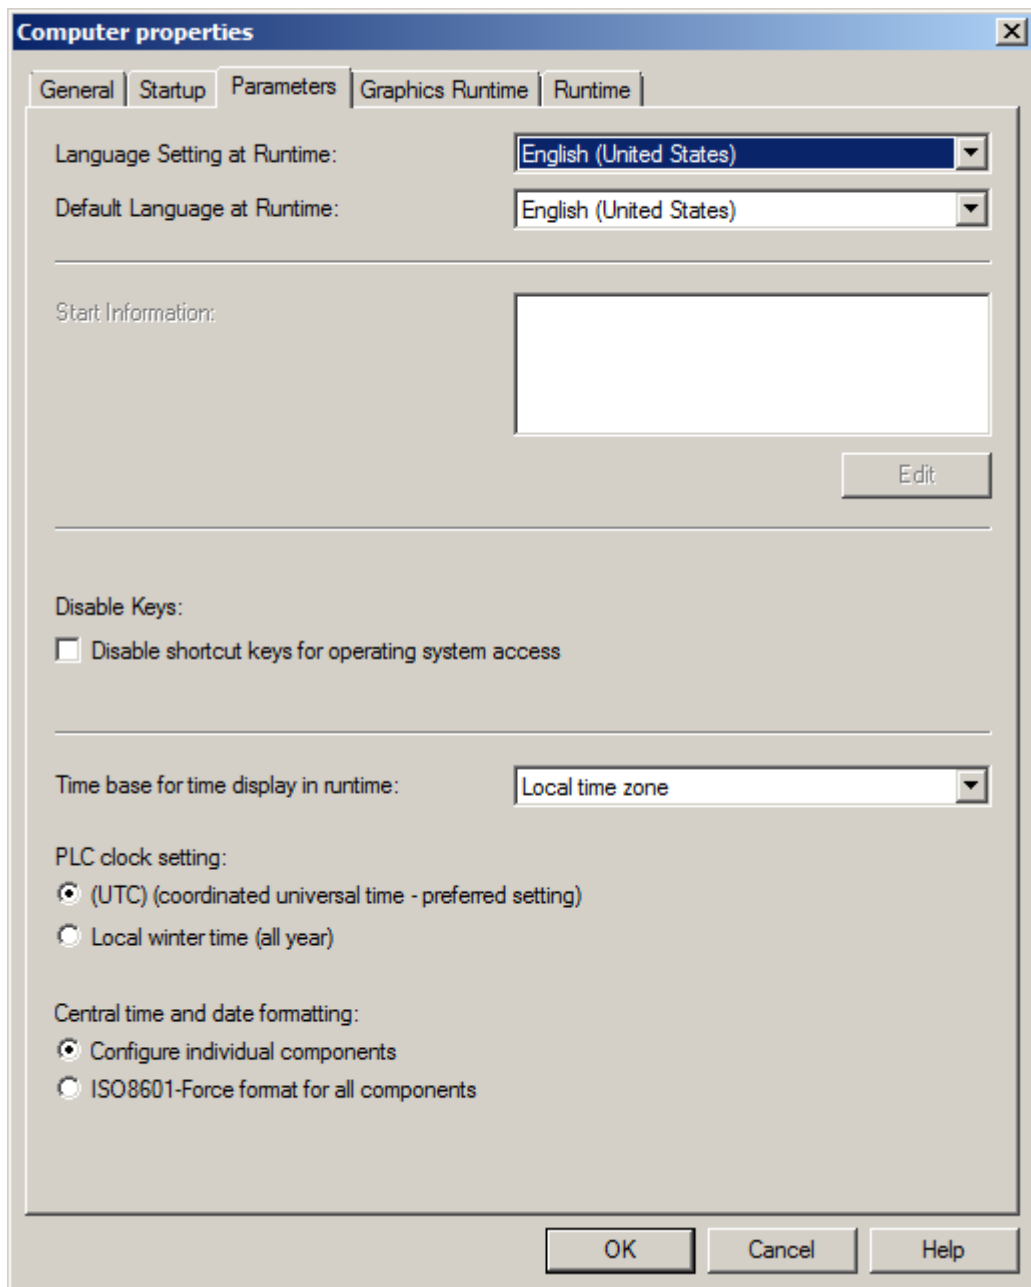 Computer properties
General Startup Parameters Graphics Runtime Runtime
Language Setting at Runtime: English (United States)
Default Language at Runtime: English (United States)
Start Information:
Edit
Disable Keys:
Disable shortcut keys for operating system access
Time base for time display in runtime: Local time zone
PLC clock setting:
(UTC) (coordinated universal time - preferred setting)
Local winter time (all year)
Central time and date formatting:
Configure individual components
ISO8601-Force format for all components
OK Cancel Help